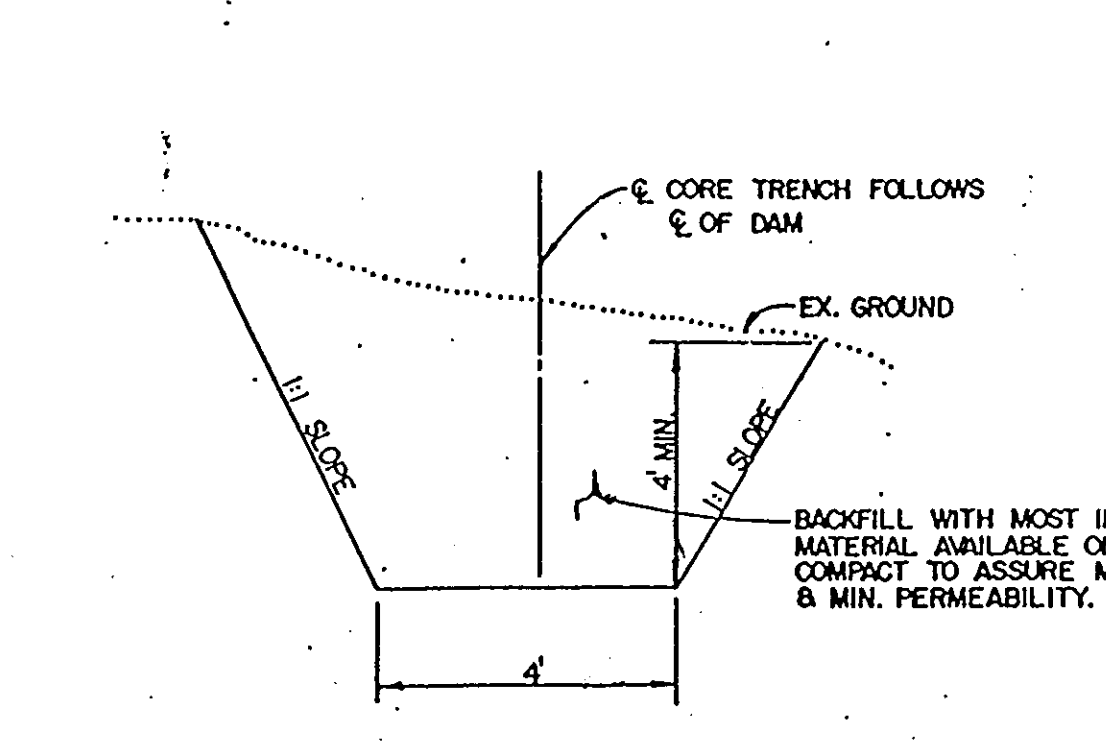 ℄ CORE TRENCH FOLLOWS
℄ OF DAM
EX. GROUND
1:1 SLOPE
4' MIN.
1:1 SLOPE
BACKFILL WITH MOST
MATERIAL AVAILABLE
COMPACT TO ASSURE
& MIN. PERMEABILITY.
4'